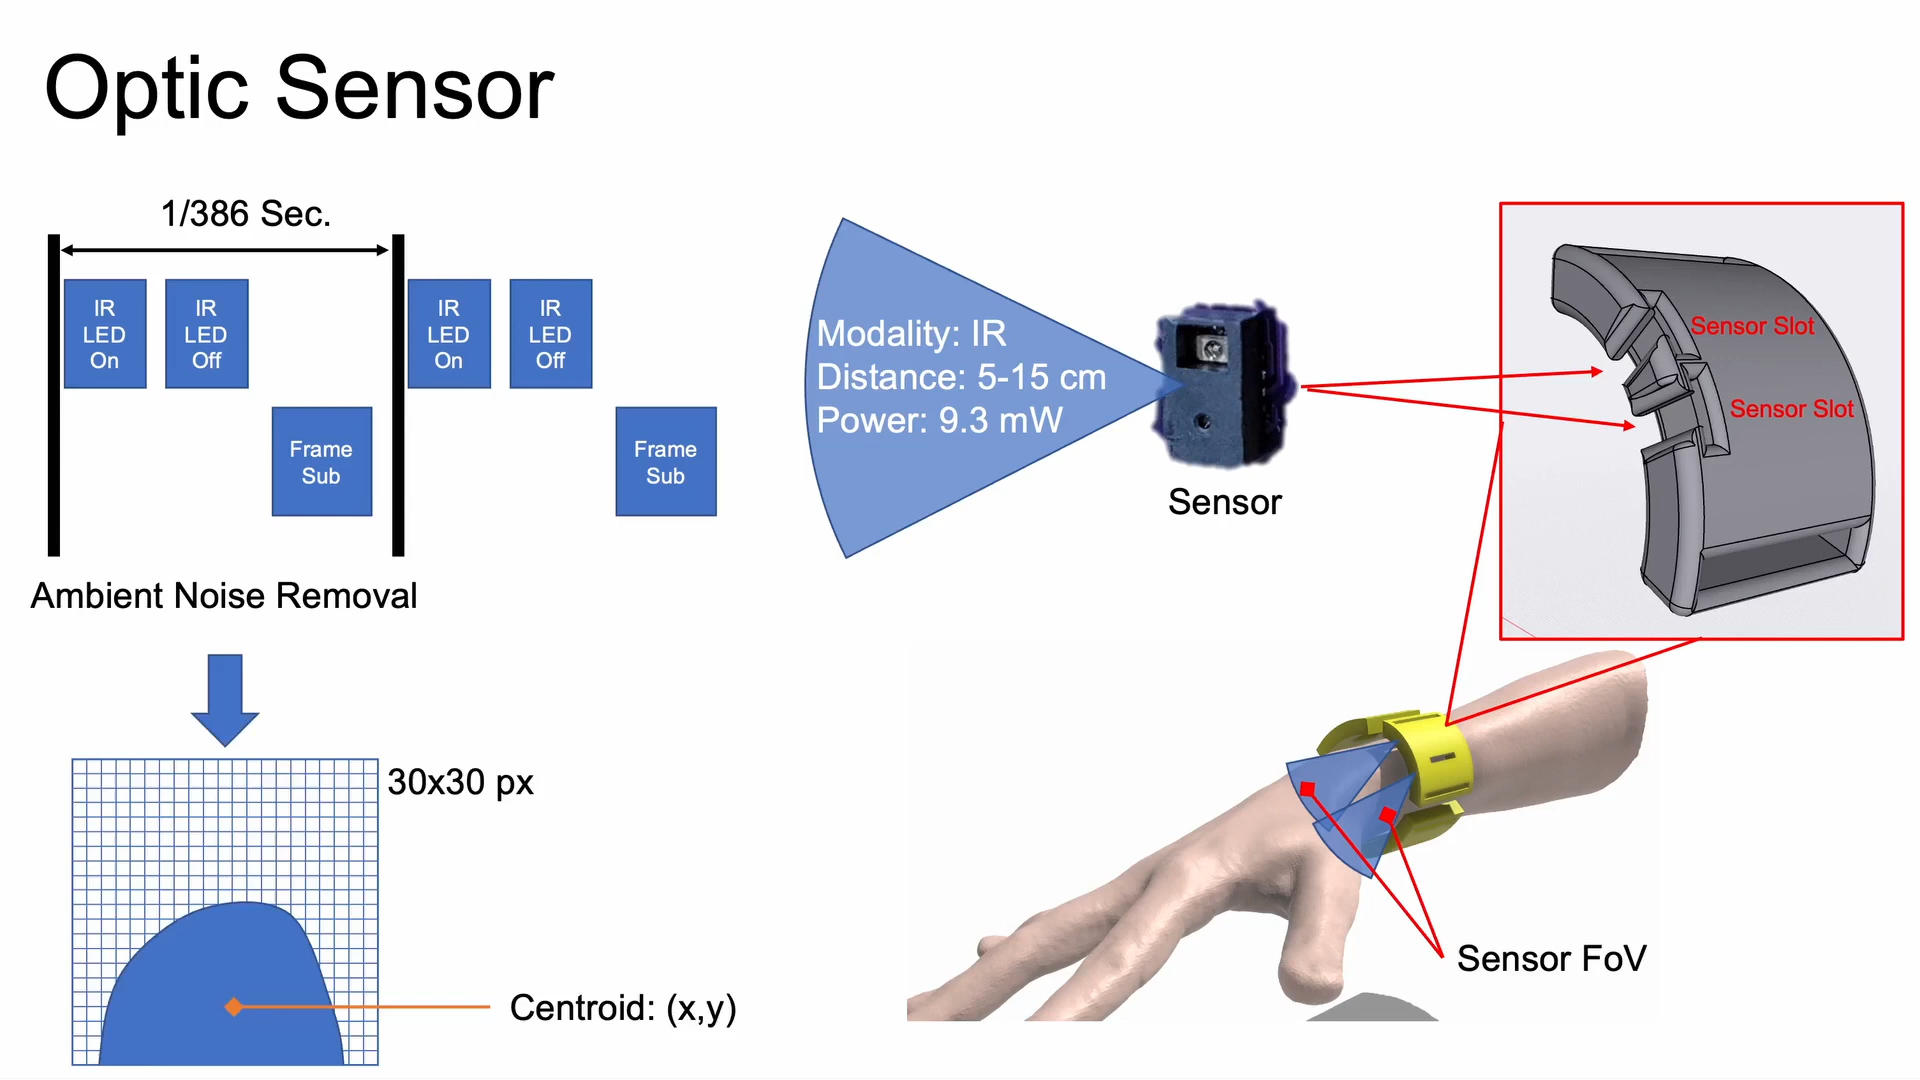 Optic Sensor
1/386 Sec.
IR
LED
On
IR
LED
Off
IR
LED
On
IR
LED
Off
Frame
Sub
Frame
Sub
Ambient Noise Removal
30x30 px
Centroid: (x,y)
Modality: IR
Distance: 5-15 cm
Power: 9.3 mW
Sensor
Sensor Slot
Sensor Slot
Sensor FoV